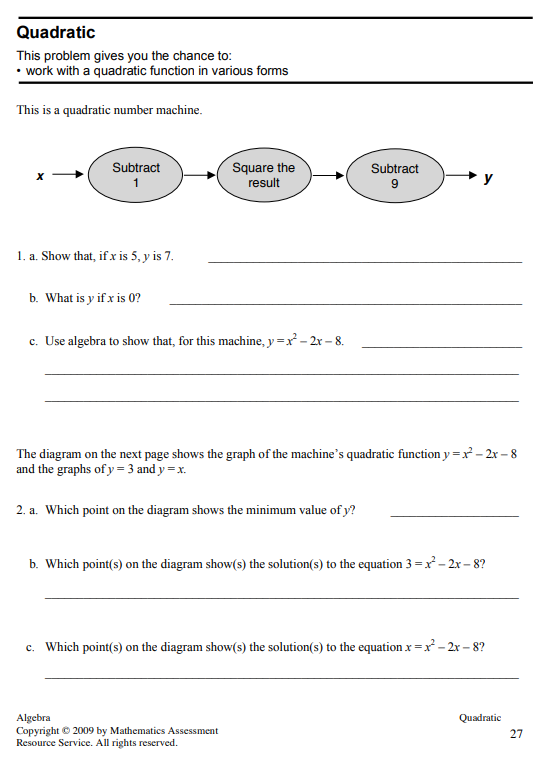 Quadratic
This problem gives you the chance to:
• work with a quadratic function in various forms
This is a quadratic number machine.
x
Subtract
1
Square the
result
Subtract
9
y
1. a. Show that, if x is 5, y is 7.
b. What is y if x is 0?
c. Use algebra to show that, for this machine, y = x² – 2x – 8.
The diagram on the next page shows the graph of the machine's quadratic function y = x² – 2x – 8
and the graphs of y = 3 and y = x.
2. a. Which point on the diagram shows the minimum value of y?
b. Which point(s) on the diagram show(s) the solution(s) to the equation 3 = x² – 2x – 8?
c. Which point(s) on the diagram show(s) the solution(s) to the equation x = x² – 2x – 8?
Algebra
Quadratic
Copyright © 2009 by Mathematics Assessment
Resource Service. All rights reserved.
27